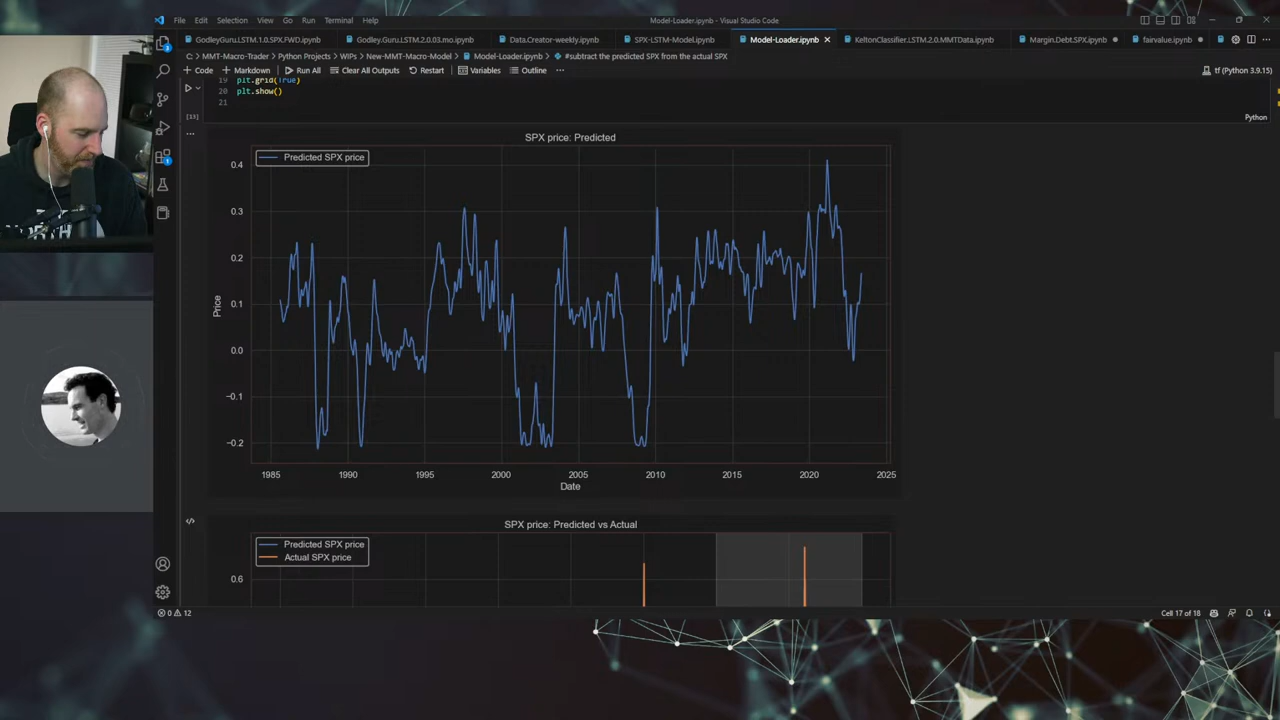 File Edit Selection View Go Run Terminal Help
Model-Loader.ipynb - Visual Studio Code
GodleyGuru.LSTM.1.0.SPX.FWD.ipynb
Godley.Guru.LSTM.2.0.03.mo.ipynb
Data.Creator-weekly.ipynb
SPX-LSTM-Model.ipynb
Model-Loader.ipynb
KeltonClassifier.LSTM.2.0.MMTData.ipynb
Margin.Debt.SPX.ipynb
fairvalue.ipynb
C: > MMT-Macro-Trader > Python Projects > WIPs > New-MMT-Macro-Model > Model-Loader.ipynb > #subtract the predicted SPX from the actual SPX
+ Code + Markdown Run All Clear All Outputs Restart Variables Outline ...
tf (Python 3.9.15)
19 plt.grid(True)
20 plt.show()
21
[13]
Python
SPX price: Predicted
Predicted SPX price
0.4
0.3
0.2
0.1
0.0
−0.1
−0.2
Price
1985 1990 1995 2000 2005 2010 2015 2020 2025
Date
SPX price: Predicted vs Actual
Predicted SPX price
Actual SPX price
0.6
0 12
Cell 17 of 18
NORTH